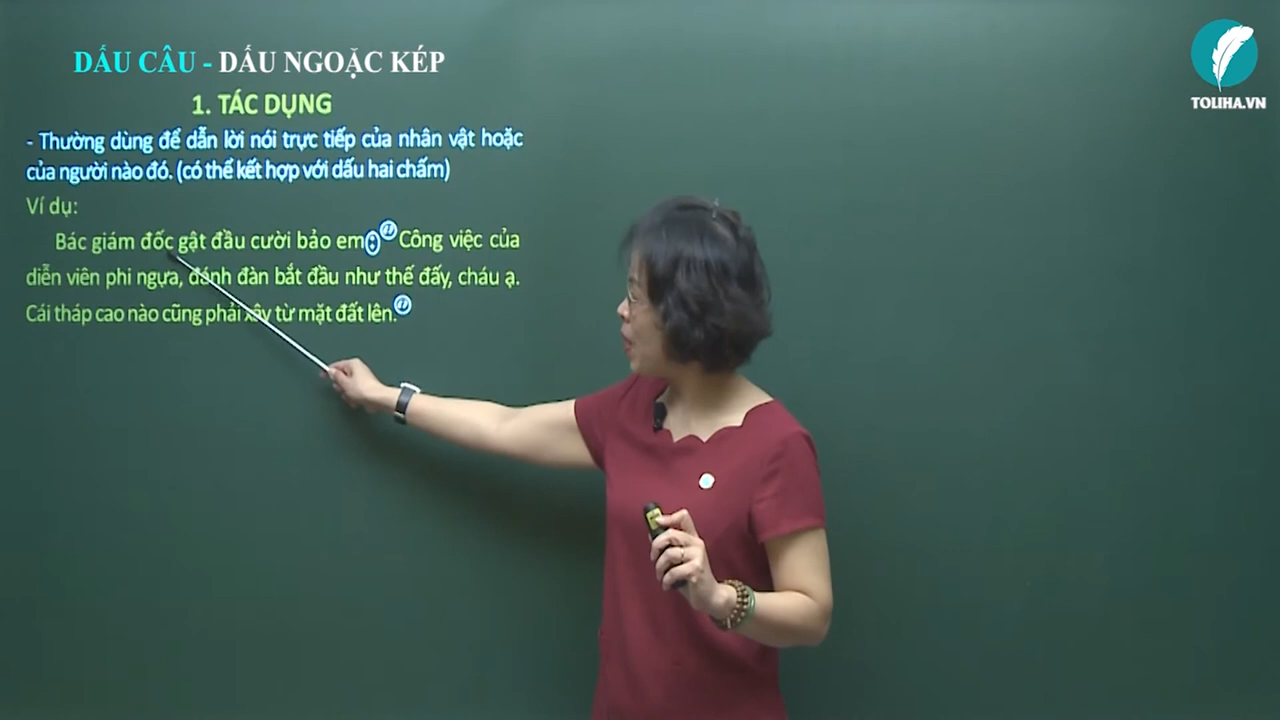 DẤU CÂU - DẤU NGOẶC KÉP
1. TÁC DỤNG
- Thường dùng để dẫn lời nói trực tiếp của nhân vật hoặc
của người nào đó. (có thể kết hợp với dấu hai chấm)
Ví dụ:
Bác giám đốc gật đầu cười bảo em: “Công việc của
diễn viên phi ngựa, đánh đàn bắt đầu như thế đấy, cháu ạ.
Cái tháp cao nào cũng phải xây từ mặt đất lên.”
TOLIHA.VN